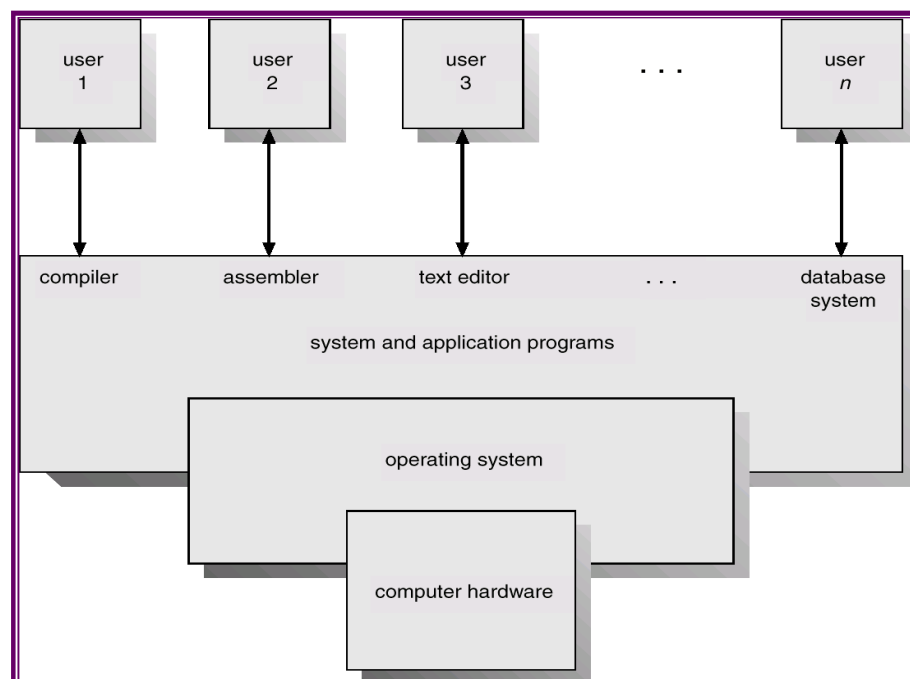 user
1
user
2
user
3
. . .
user
n
compiler
assembler
text editor
. . .
database
system
system and application programs
operating system
computer hardware